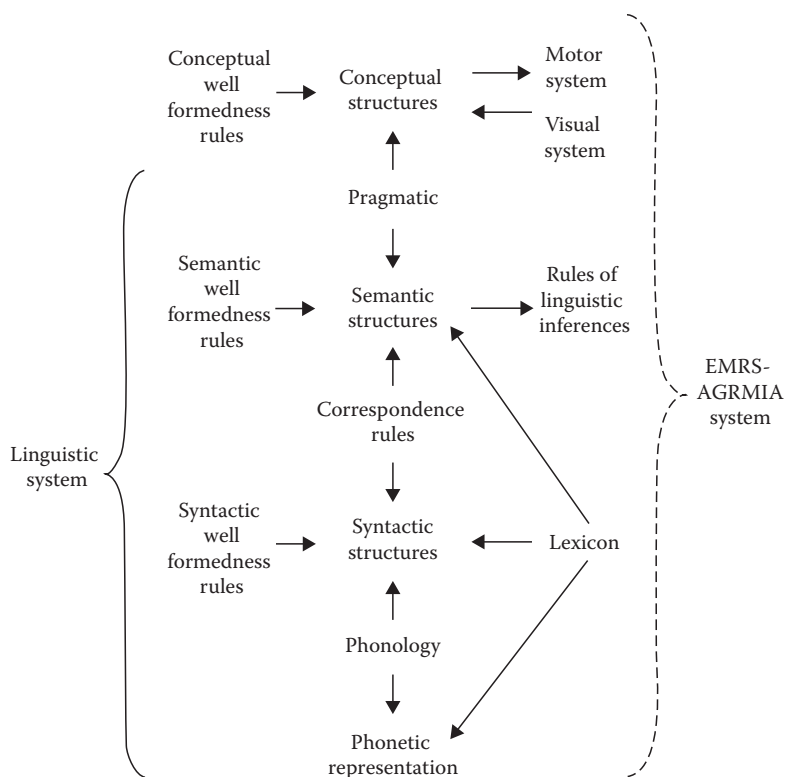 Conceptual
well
formedness
rules
Conceptual
structures
Motor
system
Visual
system
Pragmatic
Semantic
well
formedness
rules
Semantic
structures
Rules of
linguistic
inferences
EMRS-
AGRMIA
system
Correspondence
rules
Linguistic
system
Syntactic
well
formedness
rules
Syntactic
structures
Lexicon
Phonology
Phonetic
representation